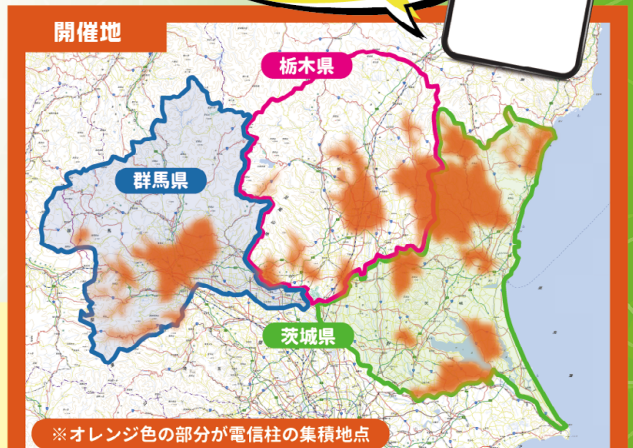 開催地
栃木県
群馬県
茨城県
※オレンジ色の部分が電信柱の集積地点